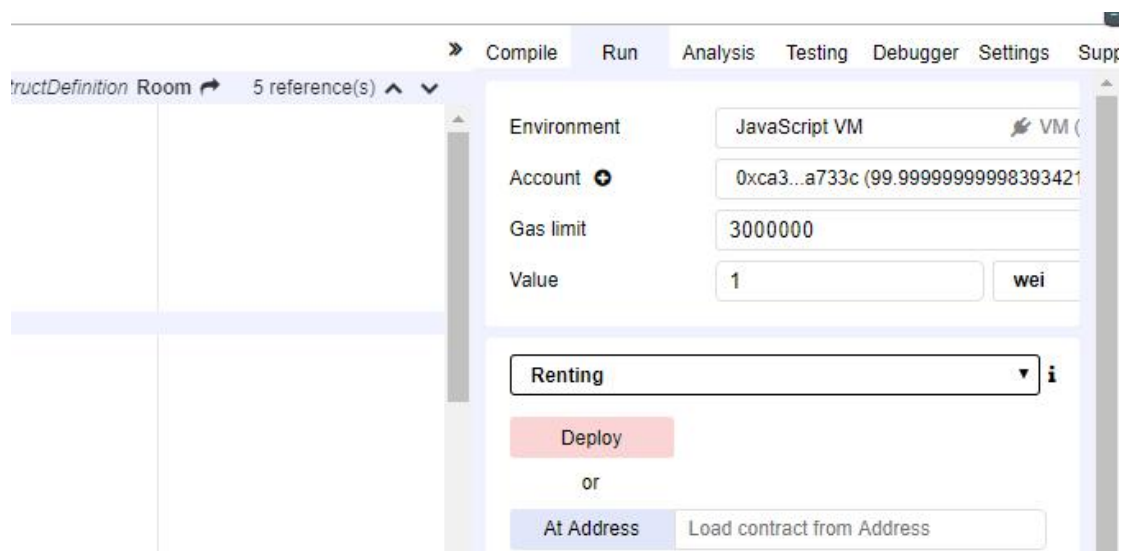 » Compile Run Analysis Testing Debugger Settings Supp
ructDefinition Room 5 reference(s)
Environment JavaScript VM VM (
Account 0xca3...a733c (99.99999999998393421
Gas limit 3000000
Value 1 wei
Renting i
Deploy
or
At Address Load contract from Address